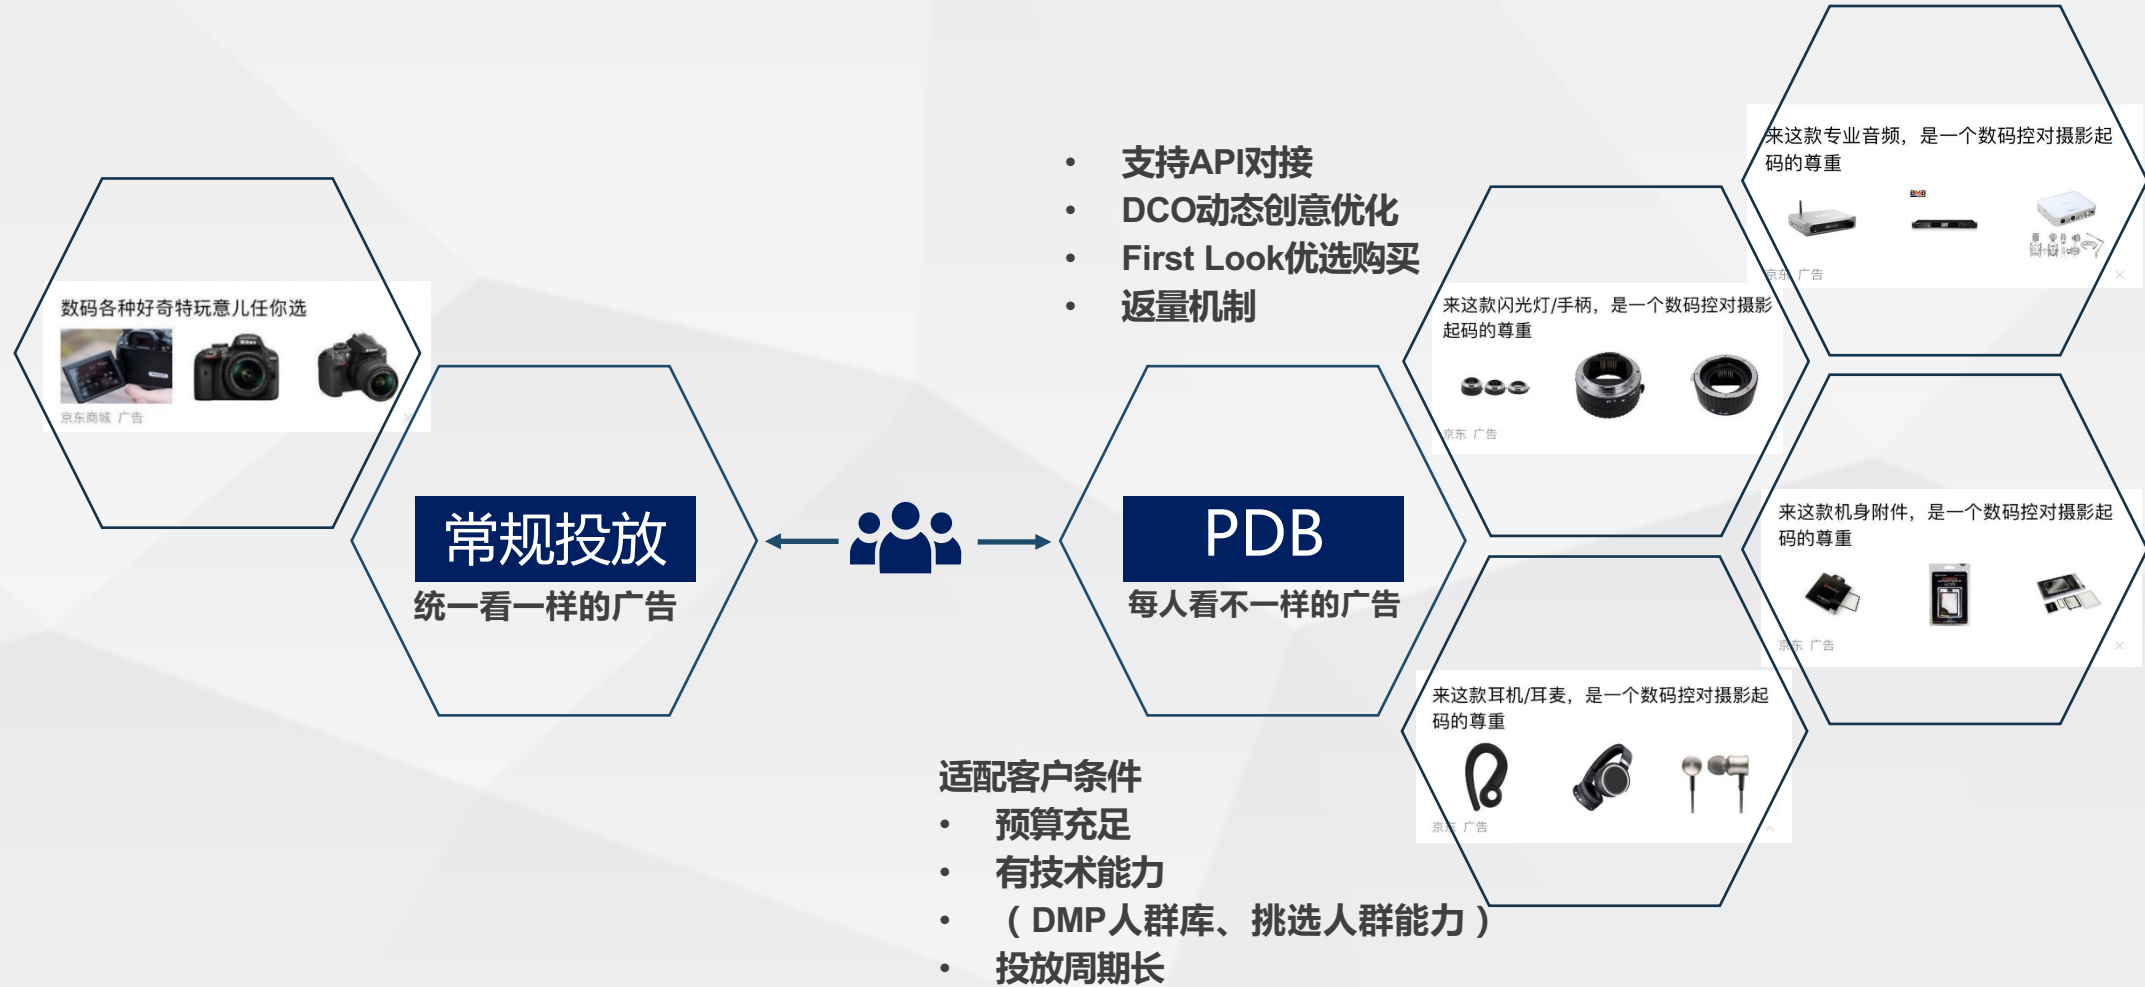 数码各种好奇特玩意儿任你选
京东商城 广告
常规投放
统一看一样的广告
• 支持API对接
• DCO动态创意优化
• First Look优选购买
• 返量机制
PDB
每人看不一样的广告
适配客户条件
• 预算充足
• 有技术能力
• （DMP人群库、挑选人群能力）
• 投放周期长
来这款闪光灯/手柄，是一个数码控对摄影
起码的尊重
京东 广告
来这款耳机/耳麦，是一个数码控对摄影起
码的尊重
京东 广告
来这款专业音频，是一个数码控对摄影起
码的尊重
BMB
京东 广告
来这款机身附件，是一个数码控对摄影起
码的尊重
京东 广告